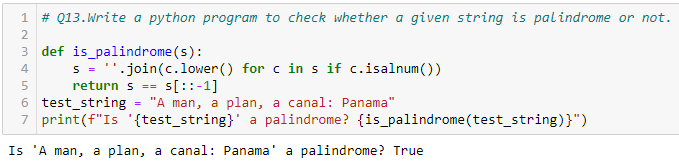 1 # Q13.Write a python program to check whether a given string is palindrome or not.
2
3 def is_palindrome(s):
4     s = ''.join(c.lower() for c in s if c.isalnum())
5     return s == s[::-1]
6 test_string = "A man, a plan, a canal: Panama"
7 print(f"Is '{test_string}' a palindrome? {is_palindrome(test_string)}")
Is 'A man, a plan, a canal: Panama' a palindrome? True